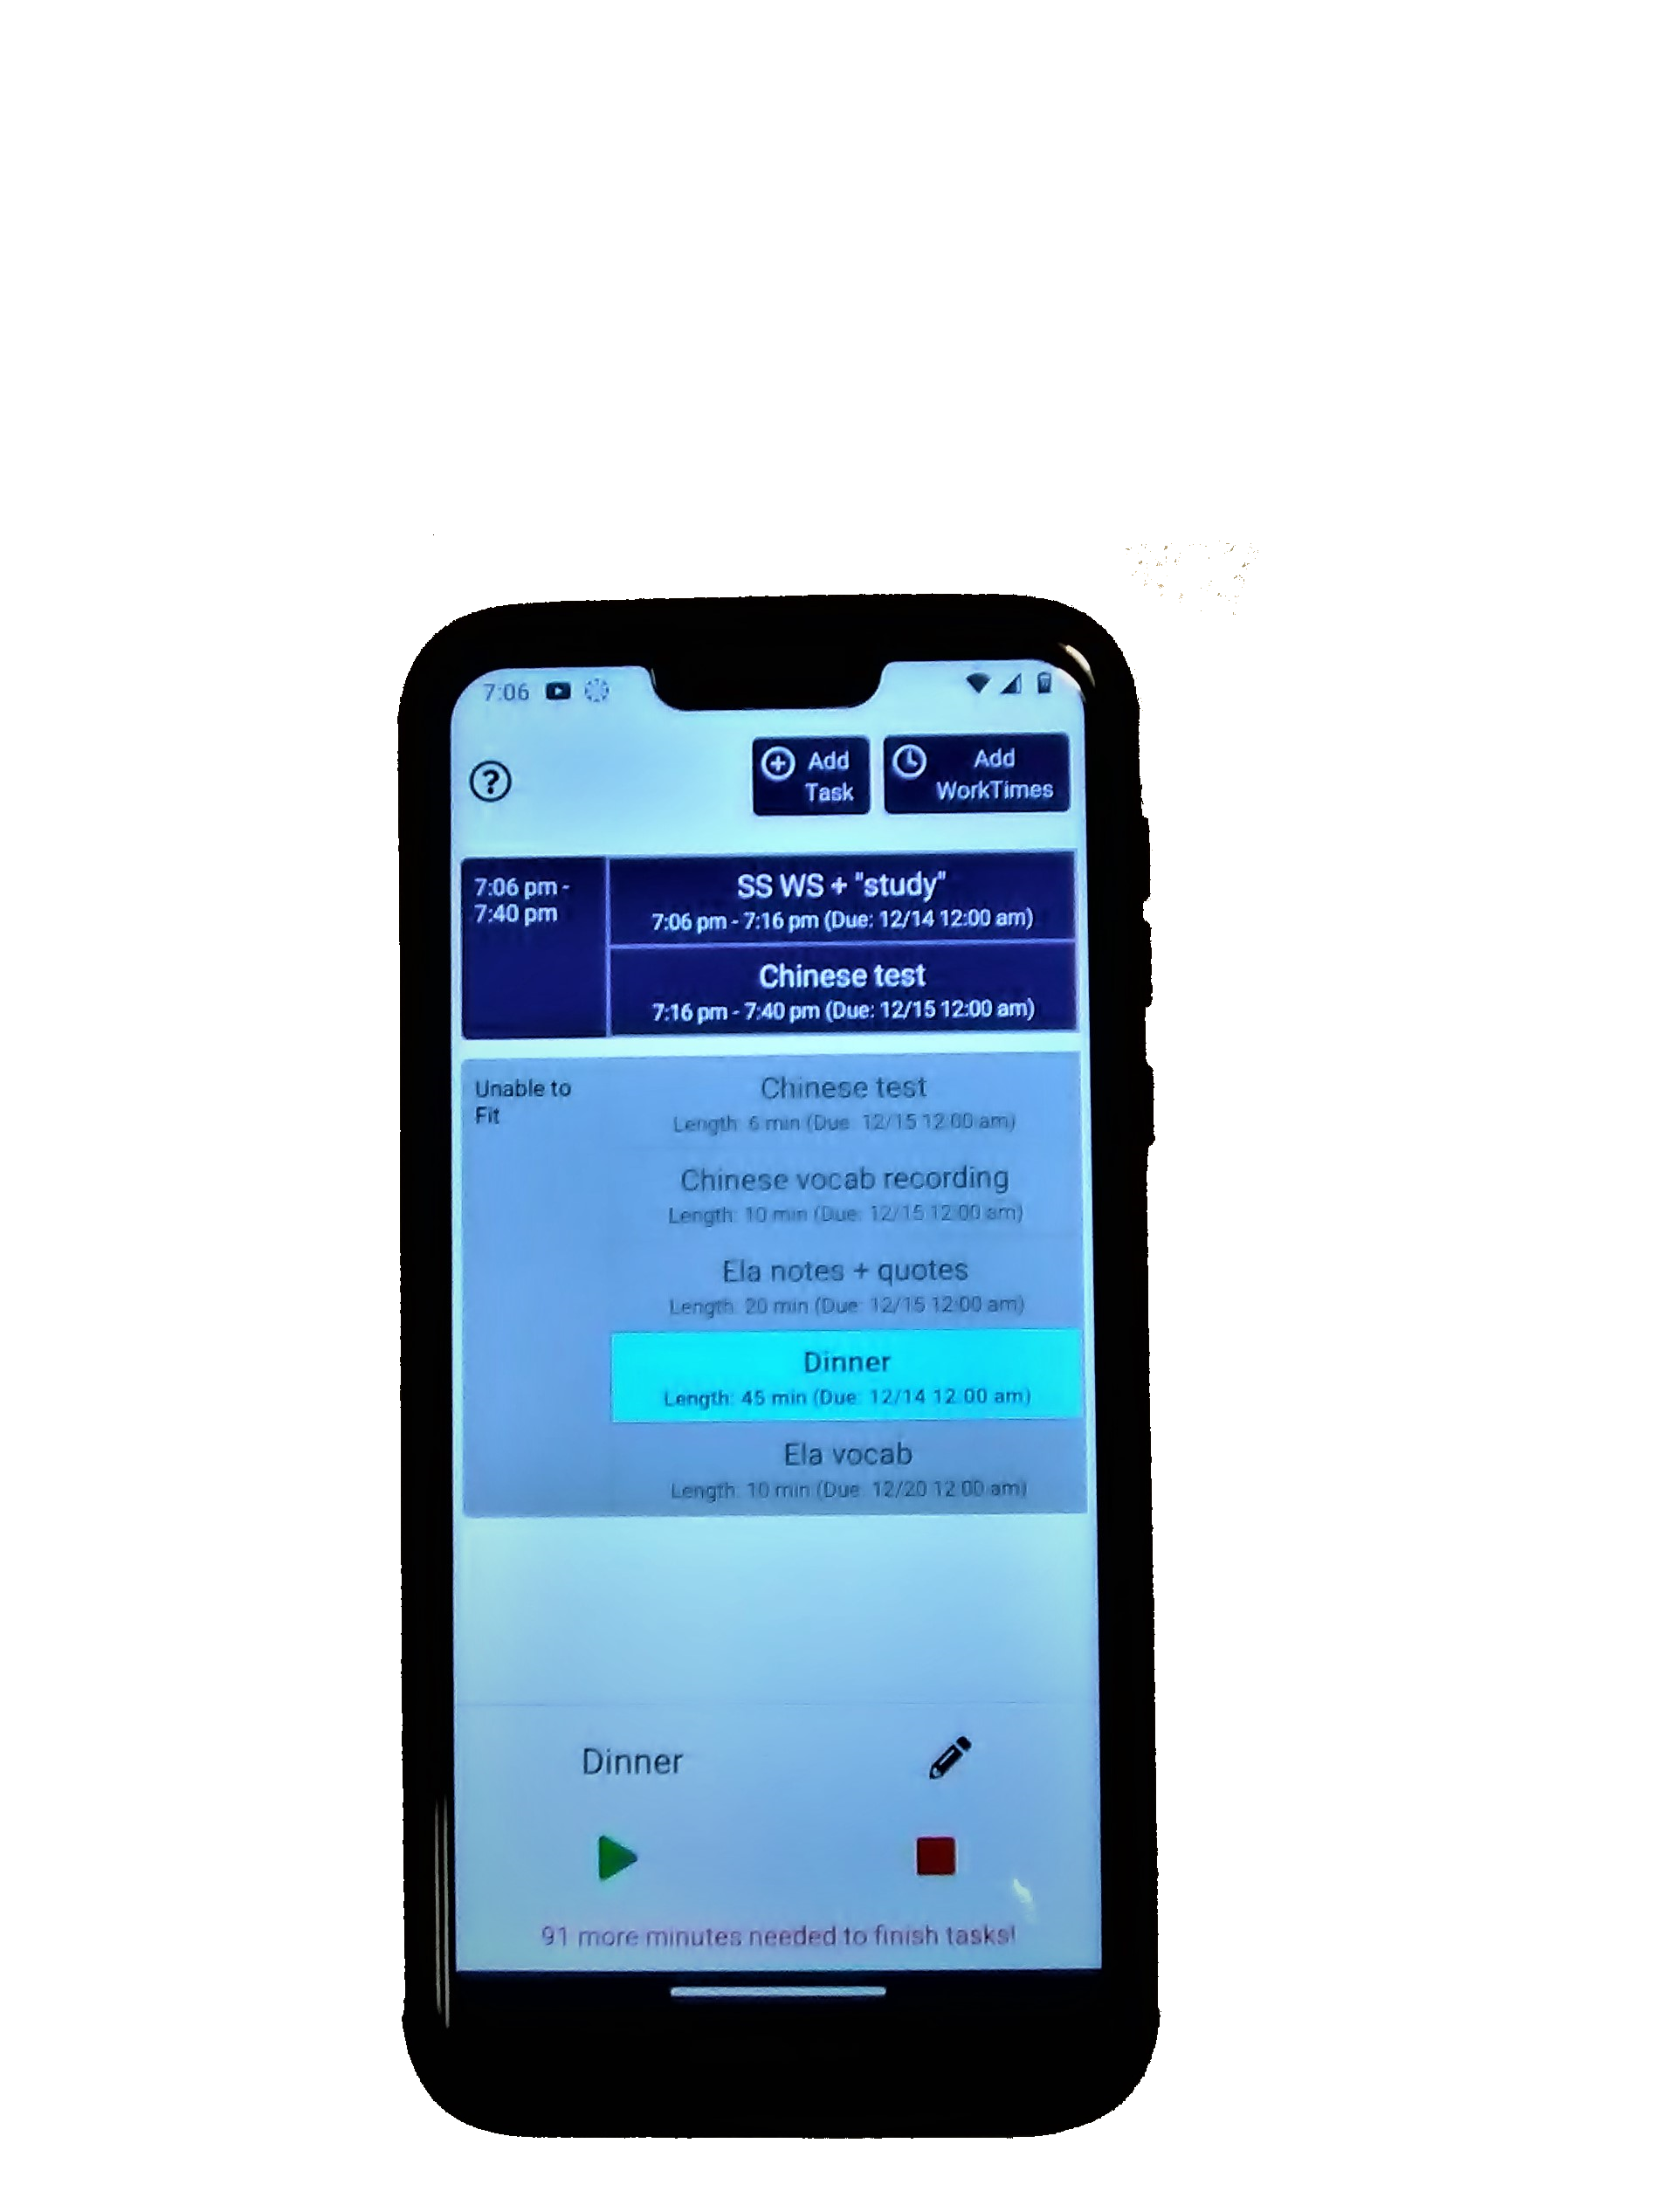 7:06
Add
Task
Add
WorkTimes
7:06 pm -
7:40 pm
SS WS + "study"
7:06 pm - 7:16 pm (Due: 12/14 12:00 am)
Chinese test
7:16 pm - 7:40 pm (Due: 12/15 12:00 am)
Unable to
Fit
Chinese test
Length: 6 min (Due: 12/15 12:00 am)
Chinese vocab recording
Length: 10 min (Due: 12/15 12:00 am)
Ela notes + quotes
Length: 20 min (Due: 12/15 12:00 am)
Dinner
Length: 45 min (Due: 12/14 12:00 am)
Ela vocab
Length: 10 min (Due: 12/20 12:00 am)
Dinner
91 more minutes needed to finish tasks!